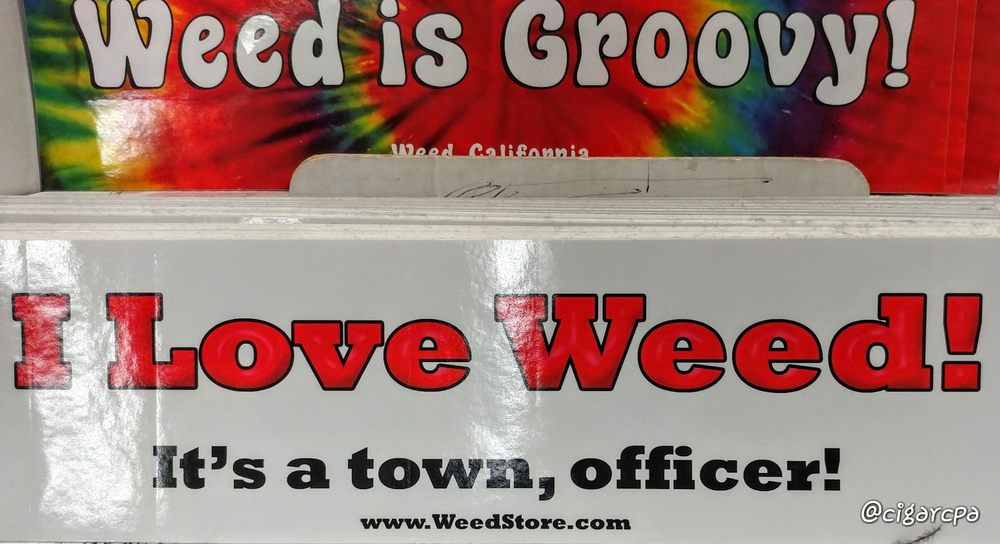 Weed is Groovy!
Weed, California
I Love Weed!
It's a town, officer!
www.WeedStore.com
@cigarcpa